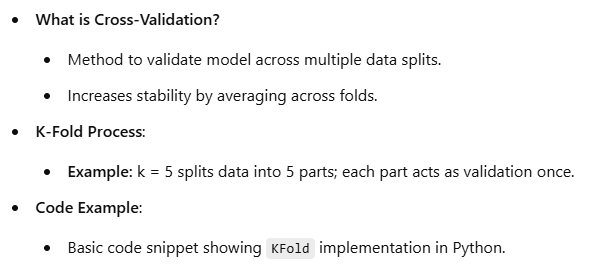 What is Cross-Validation?
Method to validate model across multiple data splits.
Increases stability by averaging across folds.
K-Fold Process:
Example: k = 5 splits data into 5 parts; each part acts as validation once.
Code Example:
Basic code snippet showing KFold implementation in Python.